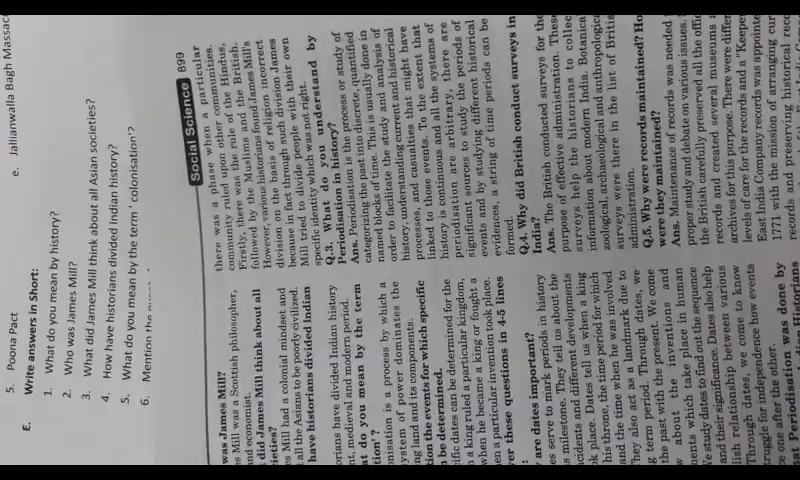 5. Poona Pact e. Jallianwalla Bagh Massac
E. Write answers in Short:
1. What do you mean by history?
2. Who was James Mill?
3. What did James Mill think about all Asian societies?
4. How have historians divided Indian history?
5. What do you mean by the term ' colonisation'?
6. Mention the
Social Science 899
was James Mill?
es Mill was a Scottish philosopher,
and economist.
did James Mill think about all
ieties?
es Mill had a colonial mindset and
all the Asians to be poorly civilized.
have historians divided Indian
orians have divided Indian history
nt, medieval and modern period.
at do you mean by the term
tion'?
onisation is a process by which a
ystem of power dominates the
ng land and its components.
tion the events for which specific
n be determined.
ific dates can be determined for the
n a king ruled a particular kingdom,
when he became a king or fought a
en a particular invention took place.
er these questions in 4-5 lines
:
are dates important?
es serve to mark periods in history
s milestone. They tell us about the
ncidents and different developments
ok place. Dates tell us when a king
his throne, the time period for which
and the time when he was involved
They also act as a landmark due to
g term period. Through dates, we
the past with the present. We come
w about the inventions and
ments which take place in human
We study dates to find out the sequence
and their significance. Dates also help
lish relationship between various
Through dates, we come to know
truggle for independence how events
ce one after the other.
hat Periodisation was done by
Historians
there was a phase when a particular
community ruled upon other communities.
Firstly, there was the rule of the Hindus,
followed by the Muslims and the British.
However, various historians found James Mill's
division on the basis of religion incorrect
because in fact through such division James
Mill tried to divide people with their own
specific identity which was not right.
Q.3. What do you understand by
Periodisation in history?
Ans. Periodisation is the process or study of
categorizing the past into discrete, quantified
named blocks of time. This is usually done in
order to facilitate the study and analysis of
history, understanding current and historical
processes, and casualties that might have
linked to those events. To the extent that
history is continuous and all the systems of
periodisation are arbitrary, there are
significant sources to study the periods of
events and by studying different historical
evidences, a string of time periods can be
formed.
Q.4. Why did British conduct surveys in
India?
Ans. The British conducted surveys for the
purpose of effective administration. These
surveys help the historians to collec
information about modern India. Botanica
zoological, archaeological and anthropologica
surveys were there in the list of Britis
administration.
Q.5. Why were records maintained? Ho
were they maintained?
Ans. Maintenance of records was needed
proper study and debate on various issues.
the British carefully preserved all the offic
records and created several museums a
archives for this purpose. There were differ
levels of care for the records and a "Keeper
East India Company records was appointe
1771 with the mission of arranging cur
records and preserving historical reco